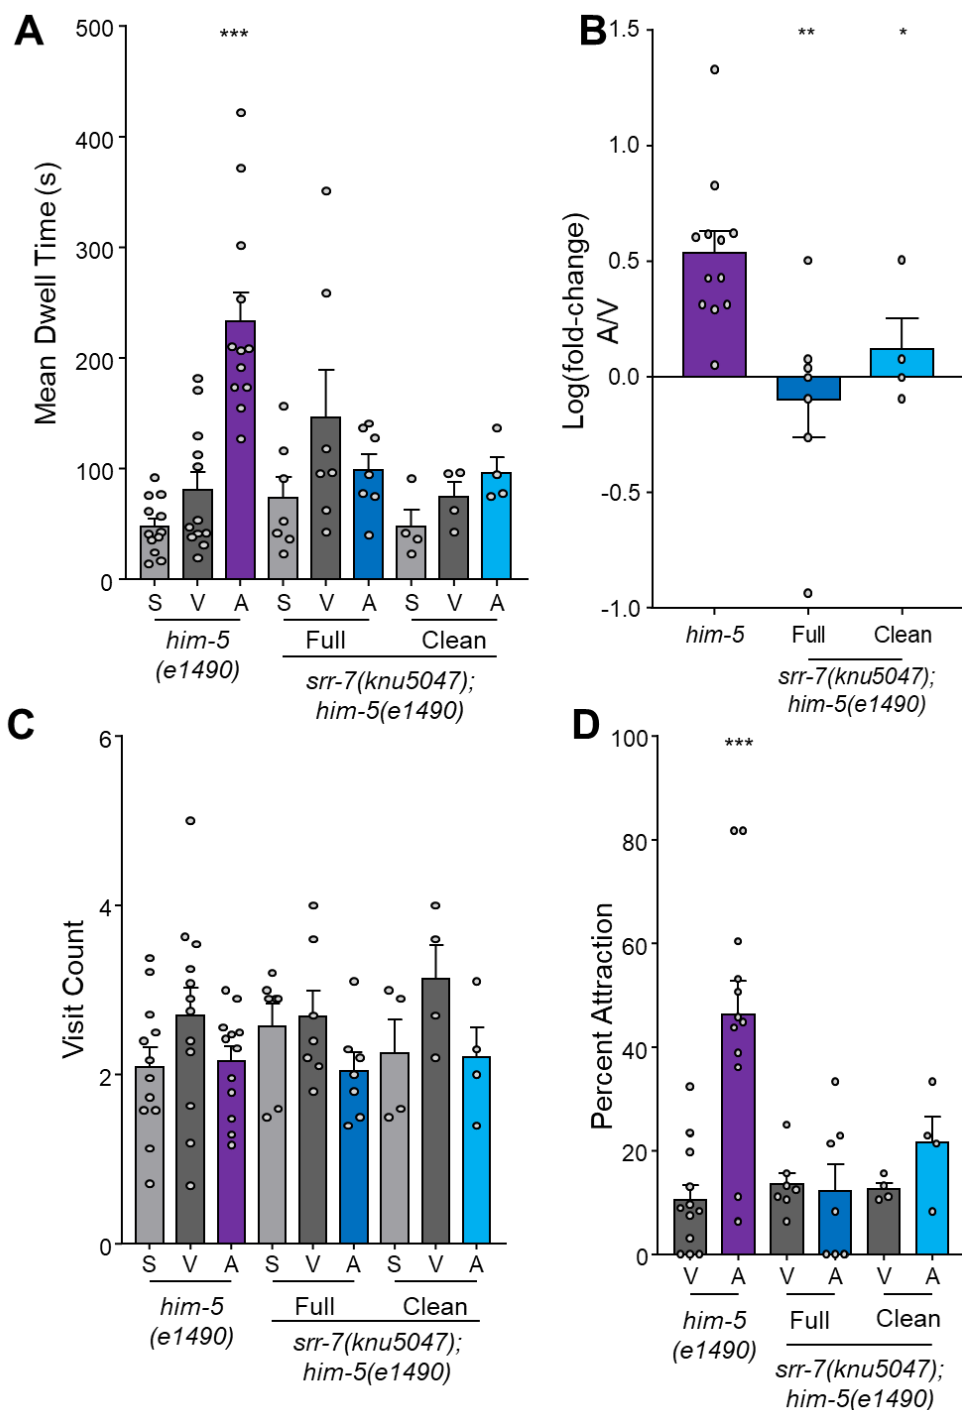 A
Mean Dwell Time (s)
500
400
300
200
100
0
***
S V A S V A S V A
him-5
(e1490)
Full
Clean
srr-7(knu5047);
him-5(e1490)
B
Log(fold-change)
A/V
1.5
1.0
0.5
0.0
-0.5
-1.0
** *
him-5 Full Clean
srr-7(knu5047);
him-5(e1490)
C
Visit Count
6
4
2
0
S V A S V A S V A
him-5
(e1490)
Full
Clean
srr-7(knu5047);
him-5(e1490)
D
Percent Attraction
100
80
60
40
20
0
***
V A V A V A
him-5
(e1490)
Full
Clean
srr-7(knu5047);
him-5(e1490)